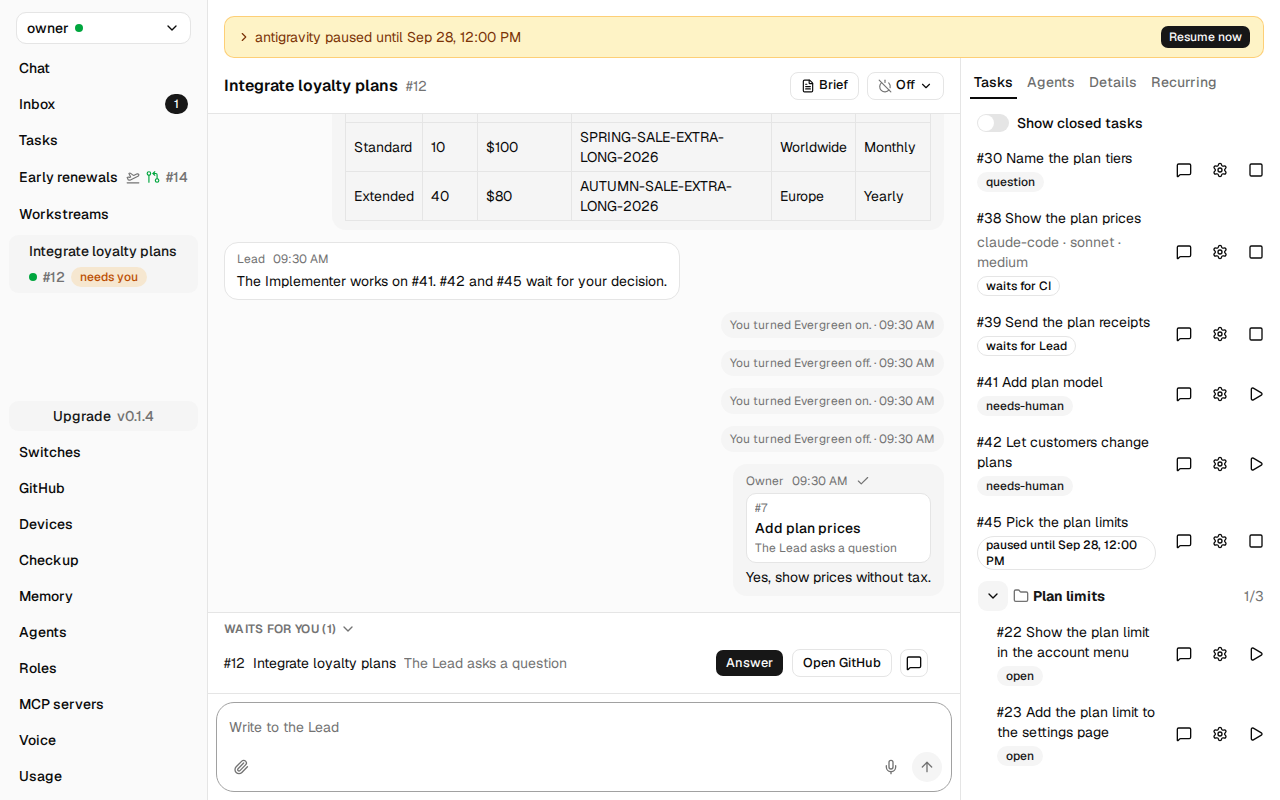 owner
Chat
Inbox 1
Tasks
Early renewals #14
Workstreams
Integrate loyalty plans
#12 needs you
Upgrade v0.1.4
Switches
GitHub
Devices
Checkup
Memory
Agents
Roles
MCP servers
Voice
Usage
antigravity paused until Sep 28, 12:00 PM
Resume now
Integrate loyalty plans #12
Brief
Off
Standard 10 $100 SPRING-SALE-EXTRA-
LONG-2026 Worldwide Monthly
Extended 40 $80 AUTUMN-SALE-EXTRA-
LONG-2026 Europe Yearly
Lead 09:30 AM
The Implementer works on #41. #42 and #45 wait for your decision.
You turned Evergreen on. · 09:30 AM
You turned Evergreen off. · 09:30 AM
You turned Evergreen on. · 09:30 AM
You turned Evergreen off. · 09:30 AM
Owner 09:30 AM
#7
Add plan prices
The Lead asks a question
Yes, show prices without tax.
WAITS FOR YOU (1)
#12 Integrate loyalty plans The Lead asks a question
Answer
Open GitHub
Write to the Lead
Tasks Agents Details Recurring
Show closed tasks
#30 Name the plan tiers
question
#38 Show the plan prices
claude-code · sonnet ·
medium
waits for CI
#39 Send the plan receipts
waits for Lead
#41 Add plan model
needs-human
#42 Let customers change
plans
needs-human
#45 Pick the plan limits
paused until Sep 28, 12:00
PM
Plan limits 1/3
#22 Show the plan limit
in the account menu
open
#23 Add the plan limit to
the settings page
open